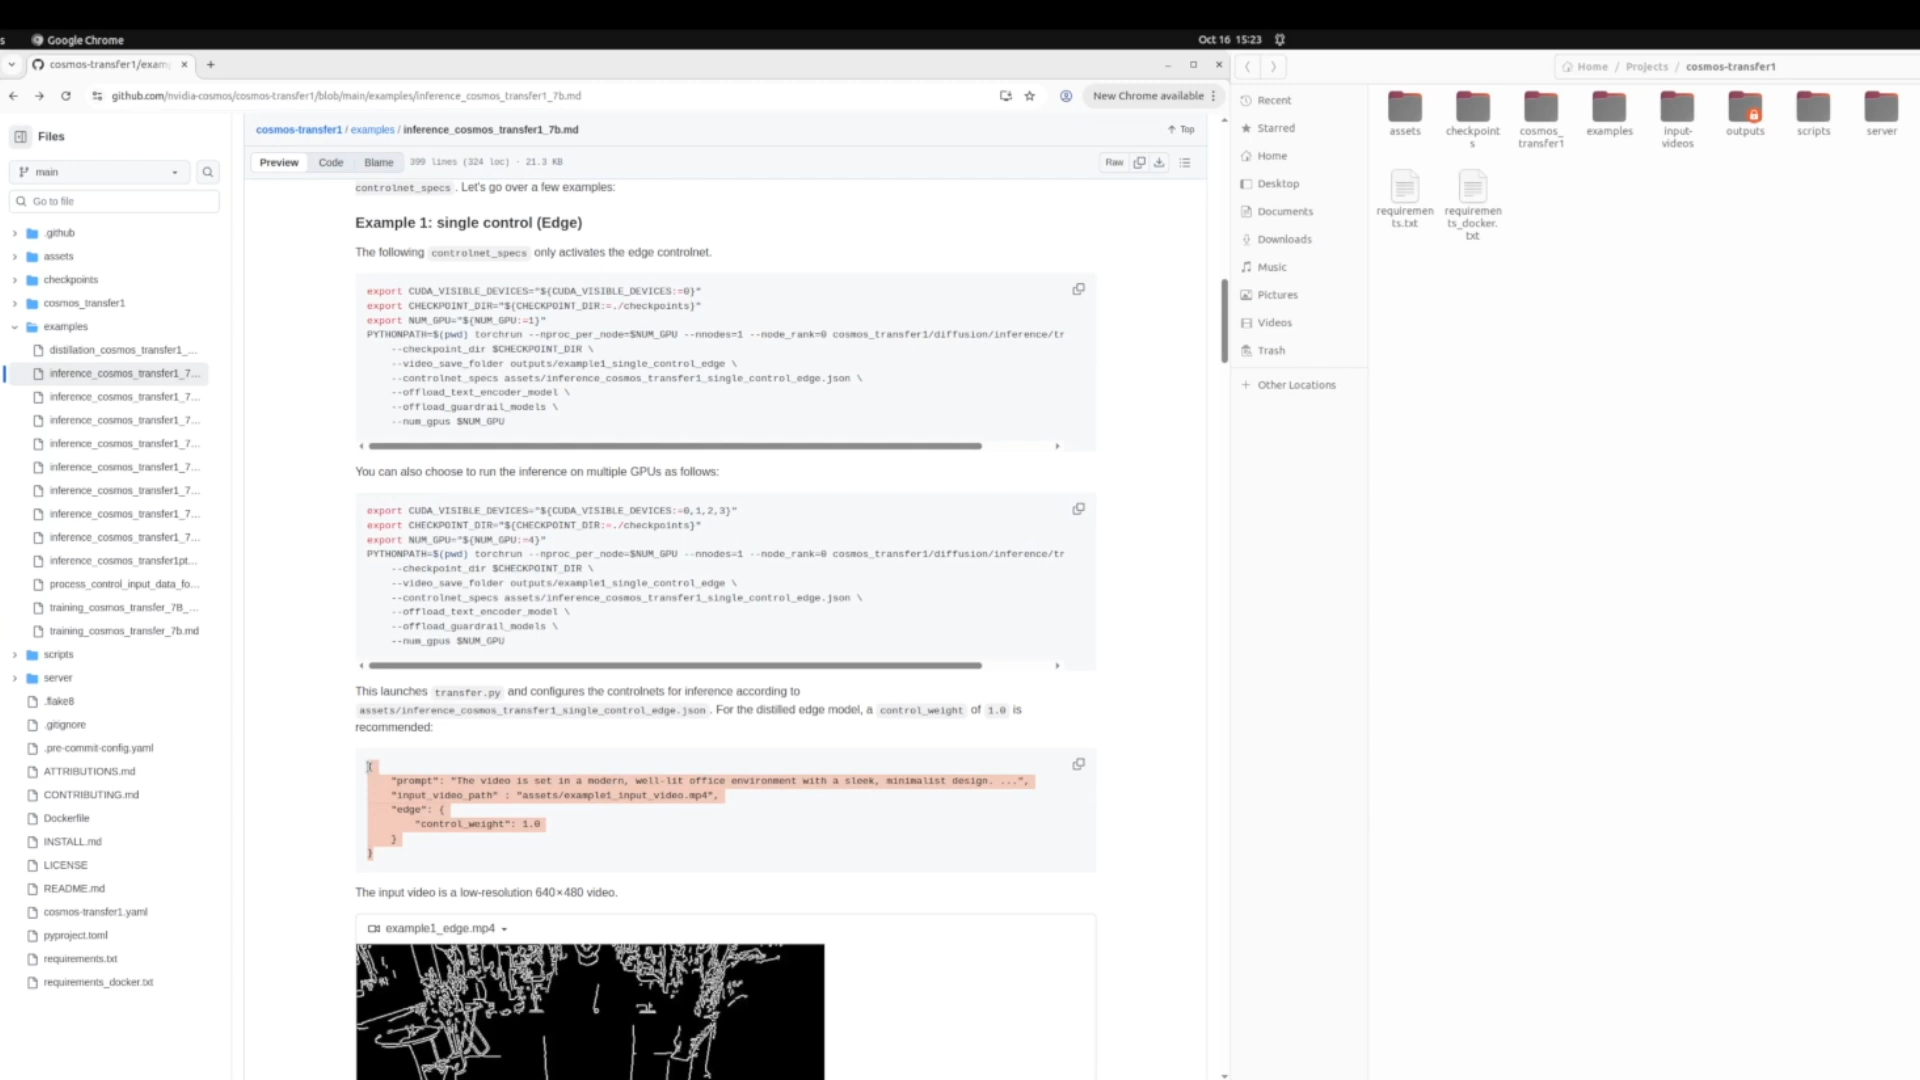 s
Google Chrome
Oct 16 15:23
cosmos-transfer1/examp
github.com/nvidia-cosmos/cosmos-transfer1/blob/main/examples/inference_cosmos_transfer1_7b.md
New Chrome available
Files
main
Go to file
.github
assets
checkpoints
cosmos_transfer1
examples
distillation_cosmos_transfer1_...
inference_cosmos_transfer1_7...
inference_cosmos_transfer1_7...
inference_cosmos_transfer1_7...
inference_cosmos_transfer1_7...
inference_cosmos_transfer1_7...
inference_cosmos_transfer1_7...
inference_cosmos_transfer1_7...
inference_cosmos_transfer1_7...
inference_cosmos_transfer1pt...
process_control_input_data_fo...
training_cosmos_transfer_7B_...
training_cosmos_transfer_7b.md
scripts
server
.flake8
.gitignore
.pre-commit-config.yaml
ATTRIBUTIONS.md
CONTRIBUTING.md
Dockerfile
INSTALL.md
LICENSE
README.md
cosmos-transfer1.yaml
pyproject.toml
requirements.txt
requirements_docker.txt
cosmos-transfer1 / examples / inference_cosmos_transfer1_7b.md
Top
Preview Code Blame 399 lines (324 loc) · 21.3 KB
Raw
controlnet_specs . Let's go over a few examples:
Example 1: single control (Edge)
The following controlnet_specs only activates the edge controlnet.
export CUDA_VISIBLE_DEVICES="${CUDA_VISIBLE_DEVICES:=0}"
export CHECKPOINT_DIR="${CHECKPOINT_DIR:=./checkpoints}"
export NUM_GPU="${NUM_GPU:=1}"
PYTHONPATH=$(pwd) torchrun --nproc_per_node=$NUM_GPU --nnodes=1 --node_rank=0 cosmos_transfer1/diffusion/inference/tr
--checkpoint_dir $CHECKPOINT_DIR \
--video_save_folder outputs/example1_single_control_edge \
--controlnet_specs assets/inference_cosmos_transfer1_single_control_edge.json \
--offload_text_encoder_model \
--offload_guardrail_models \
--num_gpus $NUM_GPU
You can also choose to run the inference on multiple GPUs as follows:
export CUDA_VISIBLE_DEVICES="${CUDA_VISIBLE_DEVICES:=0,1,2,3}"
export CHECKPOINT_DIR="${CHECKPOINT_DIR:=./checkpoints}"
export NUM_GPU="${NUM_GPU:=4}"
PYTHONPATH=$(pwd) torchrun --nproc_per_node=$NUM_GPU --nnodes=1 --node_rank=0 cosmos_transfer1/diffusion/inference/tr
--checkpoint_dir $CHECKPOINT_DIR \
--video_save_folder outputs/example1_single_control_edge \
--controlnet_specs assets/inference_cosmos_transfer1_single_control_edge.json \
--offload_text_encoder_model \
--offload_guardrail_models \
--num_gpus $NUM_GPU
This launches transfer.py and configures the controlnets for inference according to
assets/inference_cosmos_transfer1_single_control_edge.json . For the distilled edge model, a control_weight of 1.0 is
recommended:
{
"prompt": "The video is set in a modern, well-lit office environment with a sleek, minimalist design. ...",
"input_video_path" : "assets/example1_input_video.mp4",
"edge": {
"control_weight": 1.0
}
}
The input video is a low-resolution 640×480 video.
example1_edge.mp4
Home / Projects / cosmos-transfer1
Recent
Starred
Home
Desktop
Documents
Downloads
Music
Pictures
Videos
Trash
Other Locations
assets
checkpoint
s
cosmos_
transfer1
examples
input-
videos
outputs
scripts
server
requiremen
ts.txt
requiremen
ts_docker.
txt